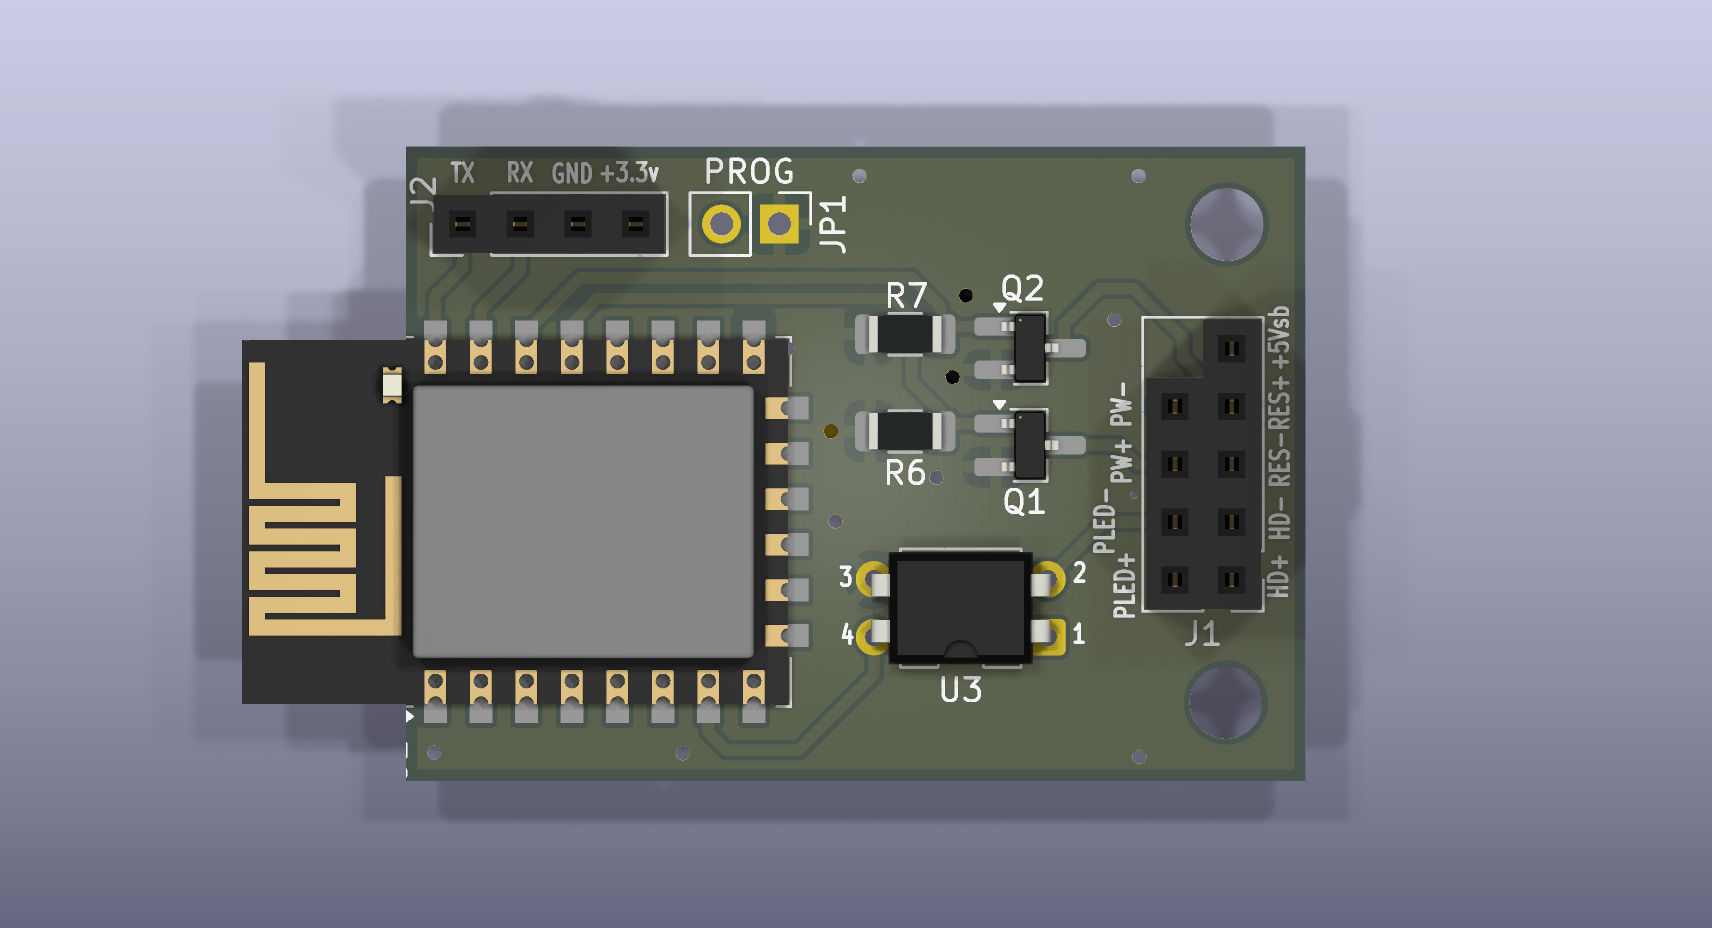 TX RX GND +3.3v
J2
PROG
JP1
R7
Q2
R6
Q1
3
2
4
1
U3
PW-
PW+
PLED-
PLED+
+5Vsb
RES+
RES-
HD-
HD+
J1